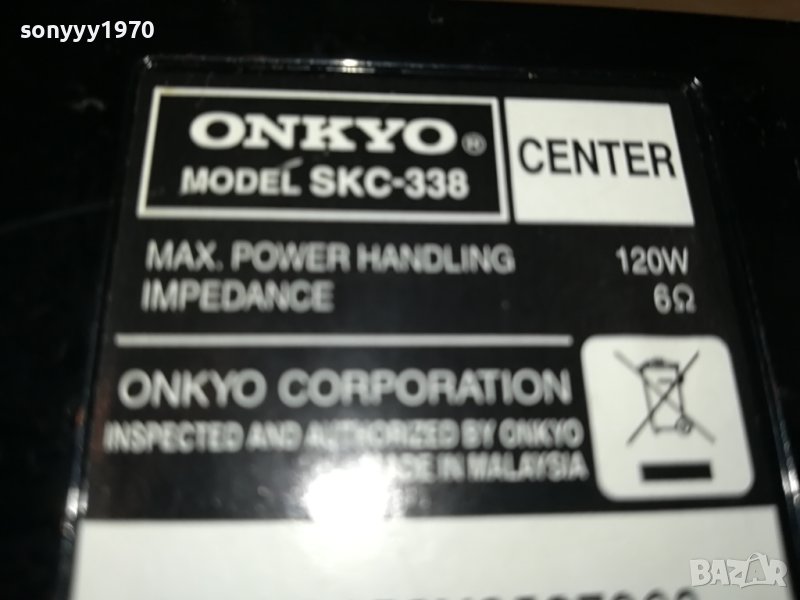 sonyyy1970
ONKYO®
MODEL SKC-338
CENTER
MAX. POWER HANDLING 120W
IMPEDANCE 6Ω
ONKYO CORPORATION
INSPECTED AND AUTHORIZED BY ONKYO
MADE IN MALAYSIA
BAZAR